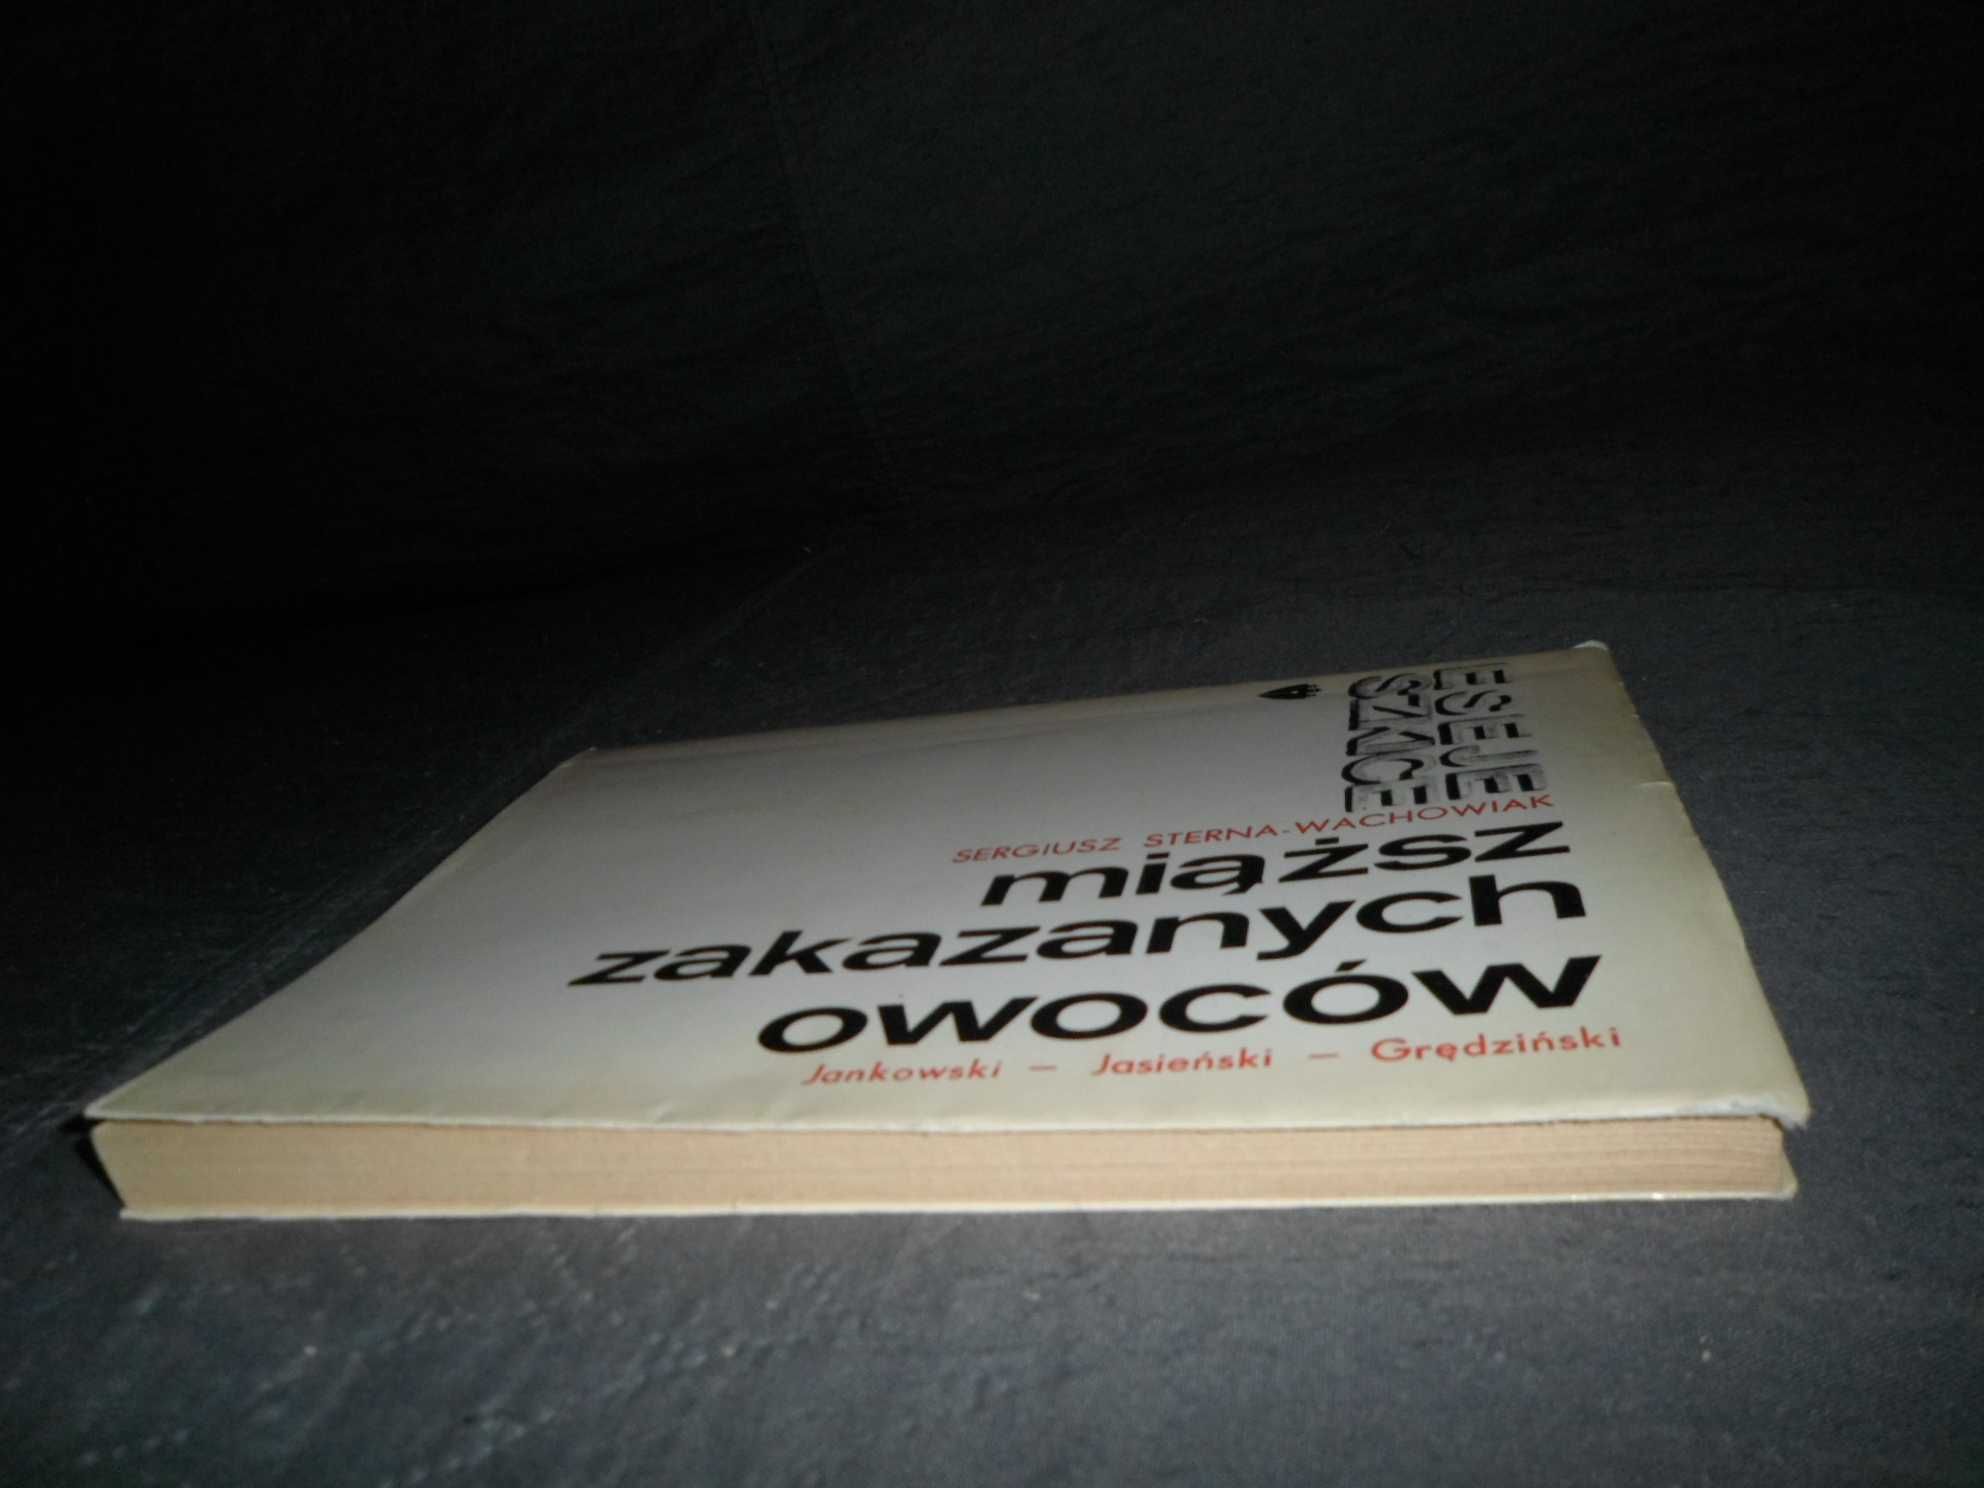 ESEJE
SZKICE
SERGIUSZ STERNA-WACHOWIAK
miąższ
zakazanych
owoców
Jankowski — Jasieński — Grędziński